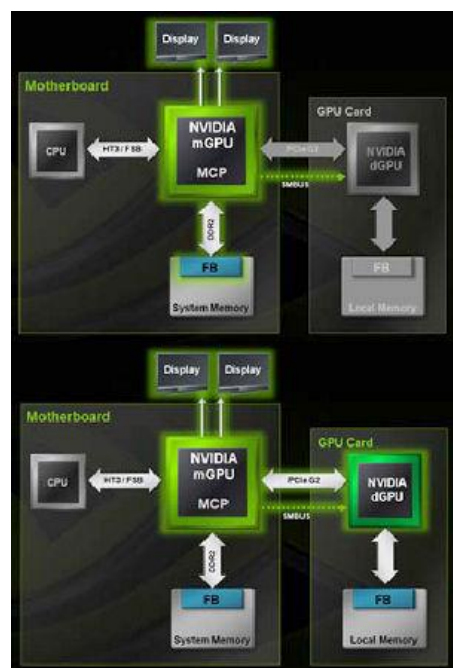 Display Display
Motherboard
GPU Card
CPU
HT3/FSB
NVIDIA
mGPU
MCP
PCIe G2
SMBUS
NVIDIA
dGPU
DDR2
FB
System Memory
FB
Local Memory
Display Display
Motherboard
GPU Card
CPU
HT3/FSB
NVIDIA
mGPU
MCP
PCIe G2
SMBUS
NVIDIA
dGPU
DDR2
FB
System Memory
FB
Local Memory